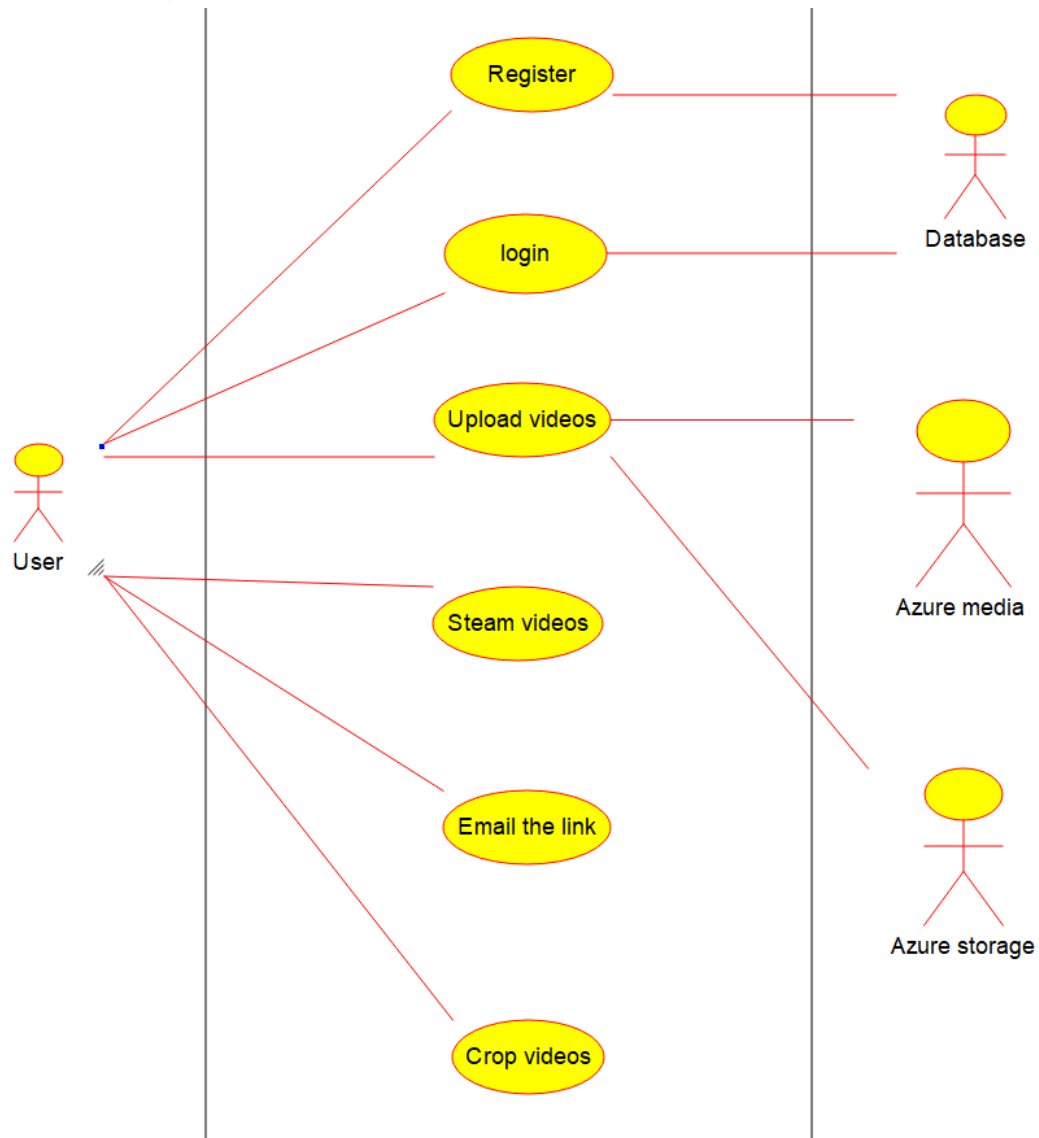 Register
Database
login
Upload videos
User
Azure media
Steam videos
Email the link
Azure storage
Crop videos